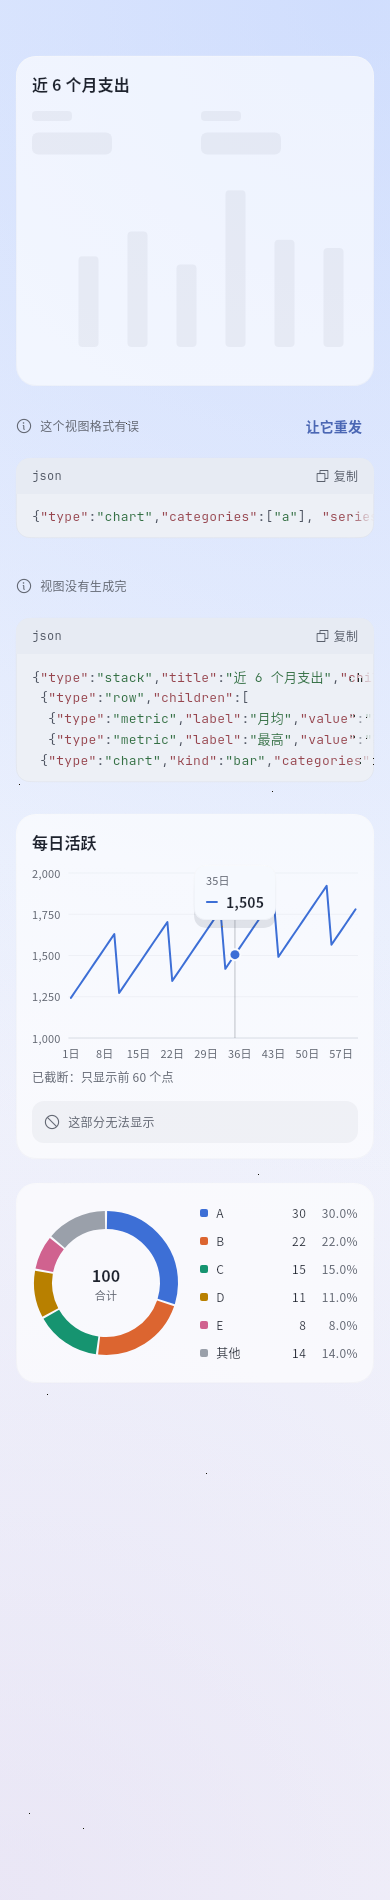 近 6 个月支出
这个视图格式有误 让它重发
json 复制
{"type":"chart","categories":["a"], "serie
视图没有生成完
json 复制
{"type":"stack","title":"近 6 个月支出","chi
{"type":"row","children":[
{"type":"metric","label":"月均","value":"
{"type":"metric","label":"最高","value":"
{"type":"chart","kind":"bar","categories":
每日活跃
2,000
35日
1,505
1,750
1,500
1,250
1,000
1日 8日 15日 22日 29日 36日 43日 50日 57日
已截断：只显示前 60 个点
这部分无法显示
100
合计
A 30 30.0%
B 22 22.0%
C 15 15.0%
D 11 11.0%
E 8 8.0%
其他 14 14.0%